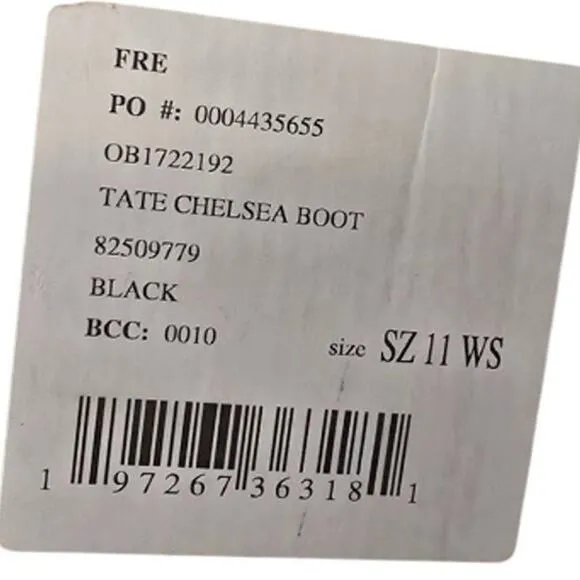 FRE
PO #: 0004435655
OB1722192
TATE CHELSEA BOOT
82509779
BLACK
BCC: 0010
size SZ 11 WS
1 97267 36318 1